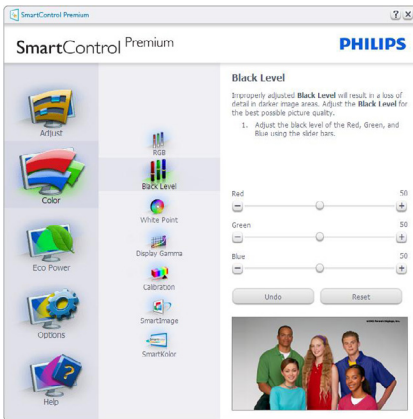 SmartControl Premium
SmartControl Premium
PHILIPS
Adjust
Color
Eco Power
Options
Help
RGB
Black Level
White Point
Display Gamma
Calibration
SmartImage
SmartKolor
Black Level
Improperly adjusted Black Level will result in a loss of
detail in darker image areas. Adjust the Black Level for
the best possible picture quality.
1. Adjust the black level of the Red, Green, and
Blue using the slider bars.
Red 50
Green 50
Blue 50
Undo Reset